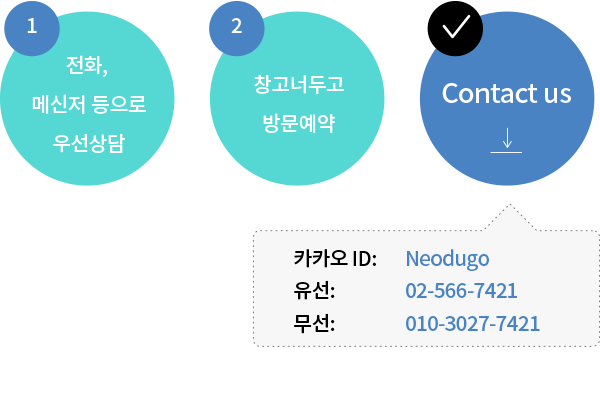 1
전화,
메신저 등으로
우선상담
2
창고너두고
방문예약
Contact us
카카오 ID: Neodugo
유선: 02-566-7421
무선: 010-3027-7421